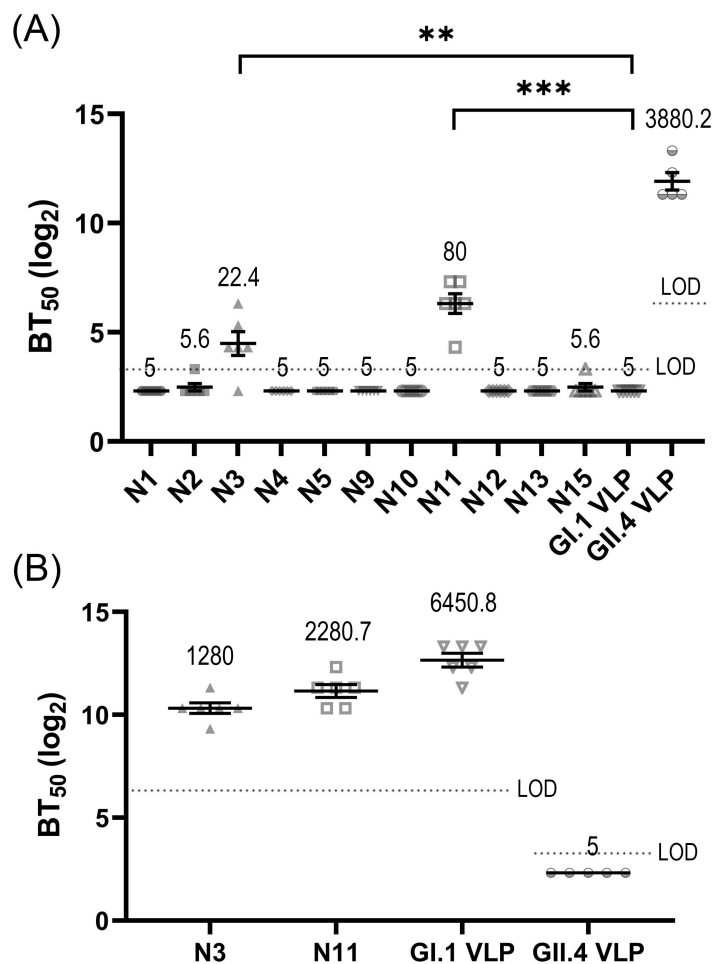 (A)
**
***
3880.2
15
10
5
0
BT50 (log2)
80
22.4
LOD
5.6
5.6
LOD
5 5 5 5 5 5 5 5
N1 N2 N3 N4 N5 N9 N10 N11 N12 N13 N15 GI.1 VLP GII.4 VLP
(B)
15
10
5
0
BT50 (log2)
6450.8
2280.7
1280
LOD
5
LOD
N3 N11 GI.1 VLP GII.4 VLP